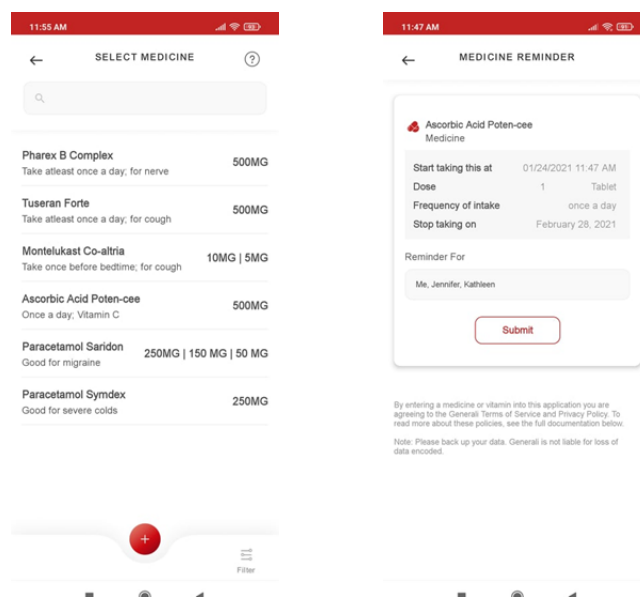 11:55 AM
93
SELECT MEDICINE
?
Pharex B Complex
Take atleast once a day; for nerve
500MG
Tuseran Forte
Take atleast once a day; for cough
500MG
Montelukast Co-altria
Take once before bedtime; for cough
10MG | 5MG
Ascorbic Acid Poten-cee
Once a day; Vitamin C
500MG
Paracetamol Saridon
Good for migraine
250MG | 150 MG | 50 MG
Paracetamol Symdex
Good for severe colds
250MG
+
Filter
11:47 AM
MEDICINE REMINDER
Ascorbic Acid Poten-cee
Medicine
Start taking this at 01/24/2021 11:47 AM
Dose 1 Tablet
Frequency of intake once a day
Stop taking on February 28, 2021
Reminder For
Me, Jennifer, Kathleen
Submit
By entering a medicine or vitamin into this application you are
agreeing to the Generali Terms of Service and Privacy Policy. To
read more about these policies, see the full documentation below.
Note: Please back up your data. Generali is not liable for loss of
data encoded.